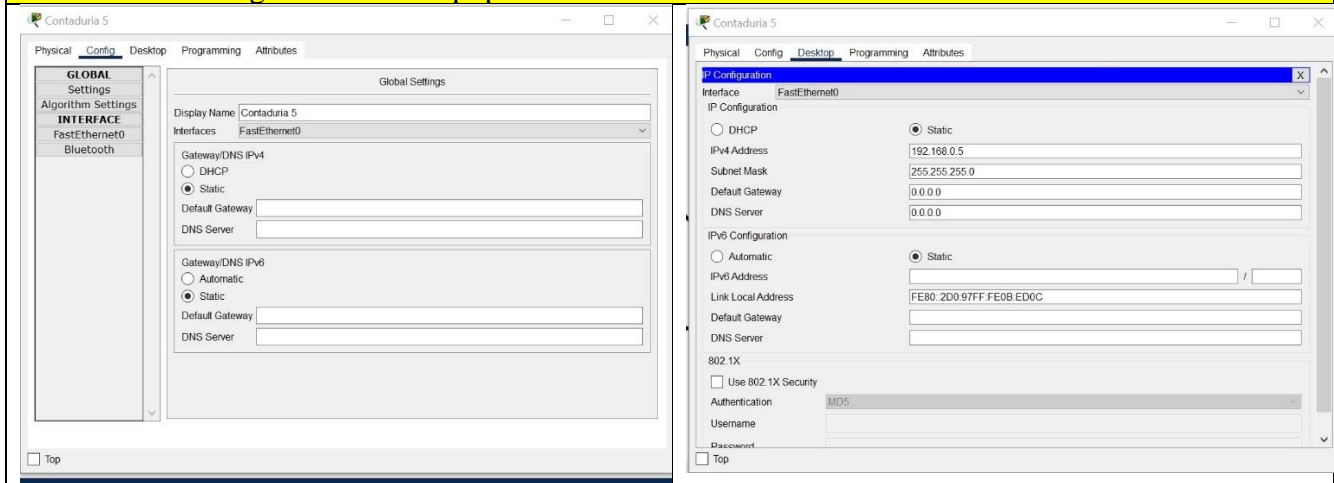 Contaduria 5
Physical Config Desktop Programming Attributes
GLOBAL
Settings
Algorithm Settings
INTERFACE
FastEthernet0
Bluetooth
Global Settings
Display Name Contaduria 5
Interfaces FastEthernet0
Gateway/DNS IPv4
DHCP
Static
Default Gateway
DNS Server
Gateway/DNS IPv6
Automatic
Static
Default Gateway
DNS Server
Top
Contaduria 5
Physical Config Desktop Programming Attributes
IP Configuration X
Interface FastEthernet0
IP Configuration
DHCP Static
IPv4 Address 192.168.0.5
Subnet Mask 255.255.255.0
Default Gateway 0.0.0.0
DNS Server 0.0.0.0
IPv6 Configuration
Automatic Static
IPv6 Address /
Link Local Address FE80::2D0:97FF:FE0B:ED0C
Default Gateway
DNS Server
802.1X
Use 802.1X Security
Authentication MD5
Username
Password
Top